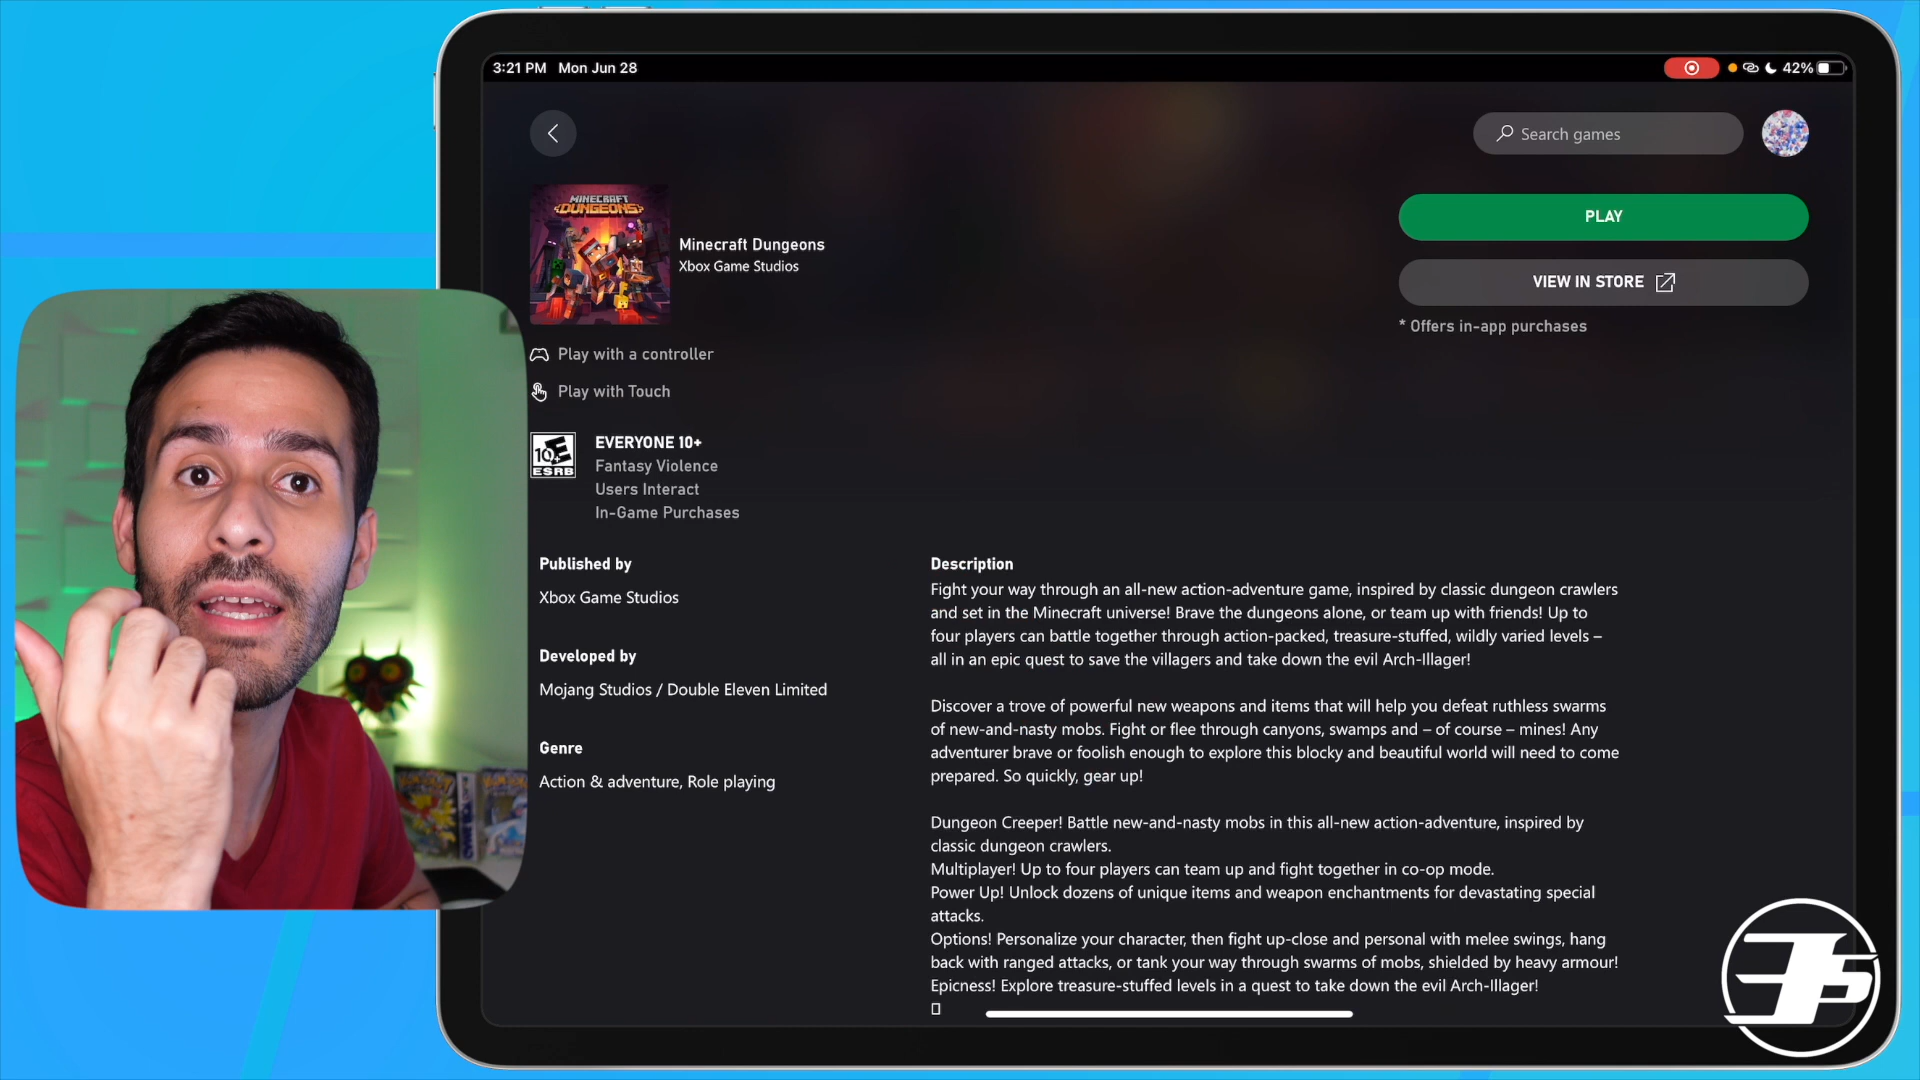 3:21 PM Mon Jun 28
42%
Search games
MINECRAFT
DUNGEONS
Minecraft Dungeons
Xbox Game Studios
PLAY
VIEW IN STORE
* Offers in-app purchases
Play with a controller
Play with Touch
10+ E
ESRB
EVERYONE 10+
Fantasy Violence
Users Interact
In-Game Purchases
Published by
Xbox Game Studios
Developed by
Mojang Studios / Double Eleven Limited
Genre
Action & adventure, Role playing
Description
Fight your way through an all-new action-adventure game, inspired by classic dungeon crawlers
and set in the Minecraft universe! Brave the dungeons alone, or team up with friends! Up to
four players can battle together through action-packed, treasure-stuffed, wildly varied levels –
all in an epic quest to save the villagers and take down the evil Arch-Illager!
Discover a trove of powerful new weapons and items that will help you defeat ruthless swarms
of new-and-nasty mobs. Fight or flee through canyons, swamps and – of course – mines! Any
adventurer brave or foolish enough to explore this blocky and beautiful world will need to come
prepared. So quickly, gear up!
Dungeon Creeper! Battle new-and-nasty mobs in this all-new action-adventure, inspired by
classic dungeon crawlers.
Multiplayer! Up to four players can team up and fight together in co-op mode.
Power Up! Unlock dozens of unique items and weapon enchantments for devastating special
attacks.
Options! Personalize your character, then fight up-close and personal with melee swings, hang
back with ranged attacks, or tank your way through swarms of mobs, shielded by heavy armour!
Epicness! Explore treasure-stuffed levels in a quest to take down the evil Arch-Illager!